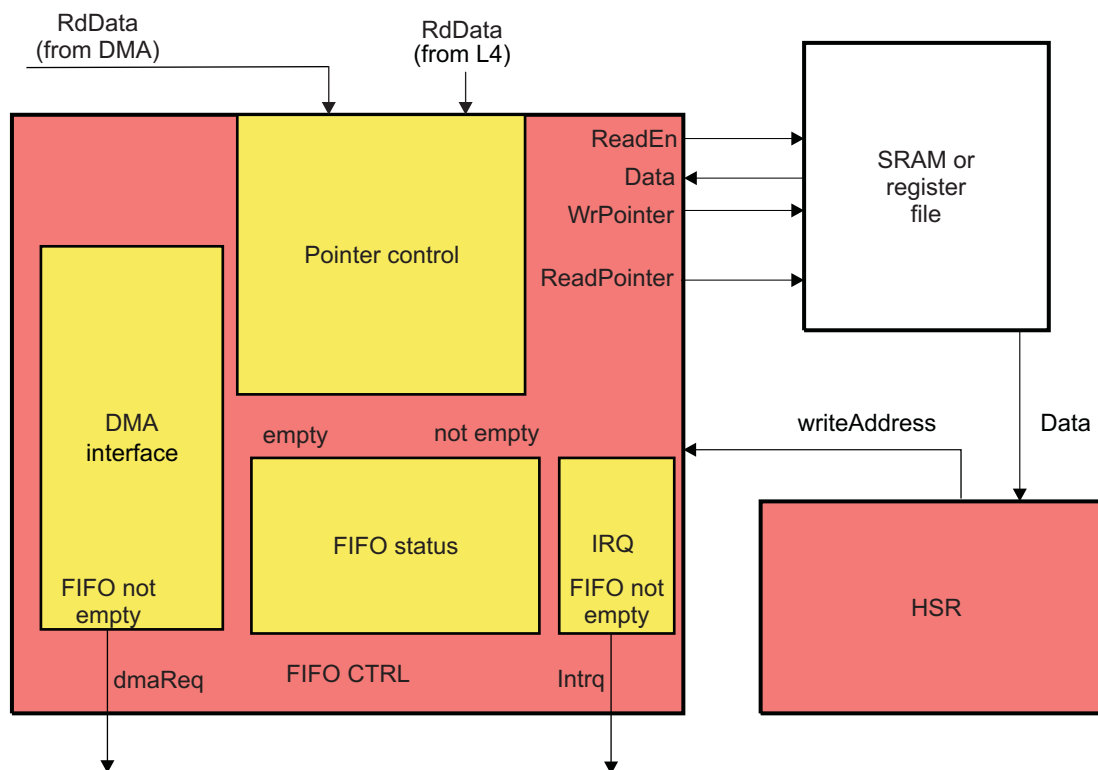 RdData
(from DMA)
RdData
(from L4)
ReadEn
Data
WrPointer
ReadPointer
SRAM or
register
file
Pointer control
DMA
interface
FIFO not
empty
empty
not empty
FIFO status
IRQ
FIFO not
empty
writeAddress
Data
HSR
dmaReq
FIFO CTRL
Intrq